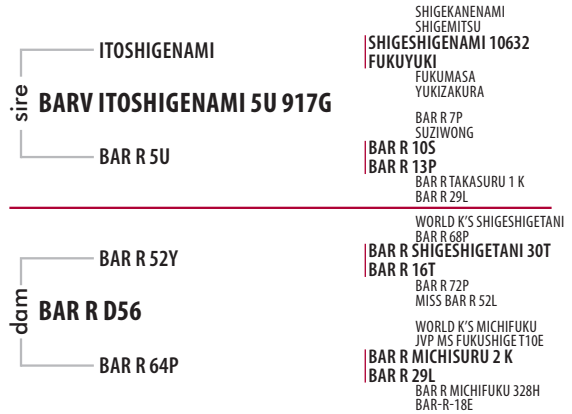 SHIGEKANENAMI
SHIGEMITSU
ITOSHIGENAMI
SHIGESHIGENAMI 10632
FUKUYUKI
FUKUMASA
YUKIZAKURA
sire
BARV ITOSHIGENAMI 5U 917G
BAR R 7P
SUZIWONG
BAR R 5U
BAR R 10S
BAR R 13P
BAR R TAKASURU 1 K
BAR R 29L
WORLD K'S SHIGESHIGETANI
BAR R 68P
BAR R 52Y
BAR R SHIGESHIGETANI 30T
BAR R 16T
BAR R 72P
MISS BAR R 52L
dam
BAR R D56
WORLD K'S MICHIFUKU
JVP MS FUKUSHIGE T10E
BAR R 64P
BAR R MICHISURU 2 K
BAR R 29L
BAR R MICHIFUKU 328H
BAR-R-18E